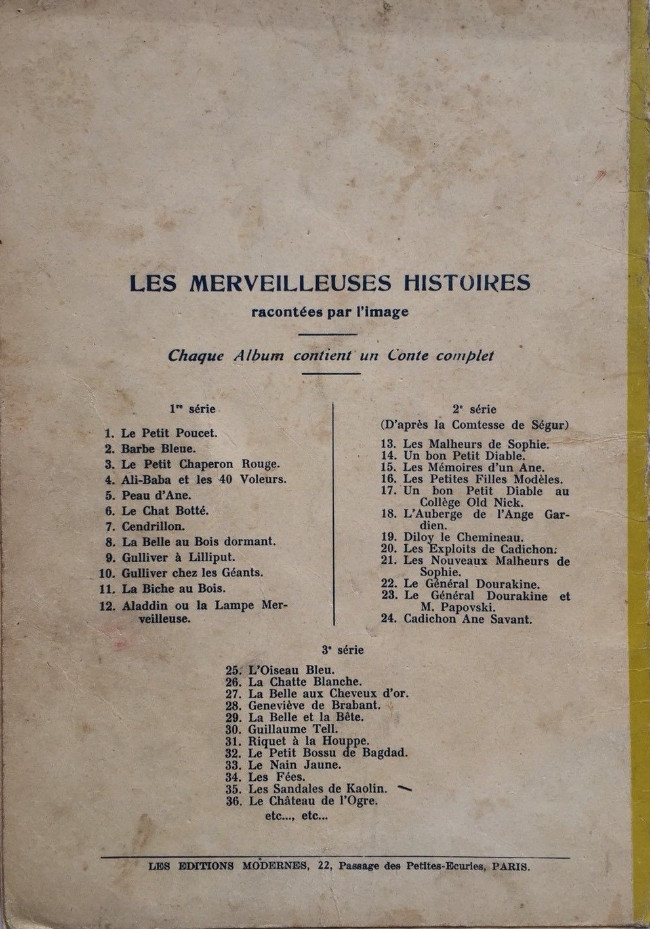 LES MERVEILLEUSES HISTOIRES
racontées par l'image
Chaque Album contient un Conte complet
1re série
1. Le Petit Poucet.
2. Barbe Bleue.
3. Le Petit Chaperon Rouge.
4. Ali-Baba et les 40 Voleurs.
5. Peau d'Ane.
6. Le Chat Botté.
7. Cendrillon.
8. La Belle au Bois dormant.
9. Gulliver à Lilliput.
10. Gulliver chez les Géants.
11. La Biche au Bois.
12. Aladdin ou la Lampe Mer-
veilleuse.
2e série
(D'après la Comtesse de Ségur)
13. Les Malheurs de Sophie.
14. Un bon Petit Diable.
15. Les Mémoires d'un Ane.
16. Les Petites Filles Modèles.
17. Un bon Petit Diable au
Collège Old Nick.
18. L'Auberge de l'Ange Gar-
dien.
19. Diloy le Chemineau.
20. Les Exploits de Cadichon.
21. Les Nouveaux Malheurs de
Sophie.
22. Le Général Dourakine.
23. Le Général Dourakine et
M. Papovski.
24. Cadichon Ane Savant.
3e série
25. L'Oiseau Bleu.
26. La Chatte Blanche.
27. La Belle aux Cheveux d'or.
28. Geneviève de Brabant.
29. La Belle et la Bête.
30. Guillaume Tell.
31. Riquet à la Houppe.
32. Le Petit Bossu de Bagdad.
33. Le Nain Jaune.
34. Les Fées.
35. Les Sandales de Kaolin.
36. Le Château de l'Ogre.
etc..., etc...
LES EDITIONS MODERNES, 22, Passage des Petites-Ecuries, PARIS.